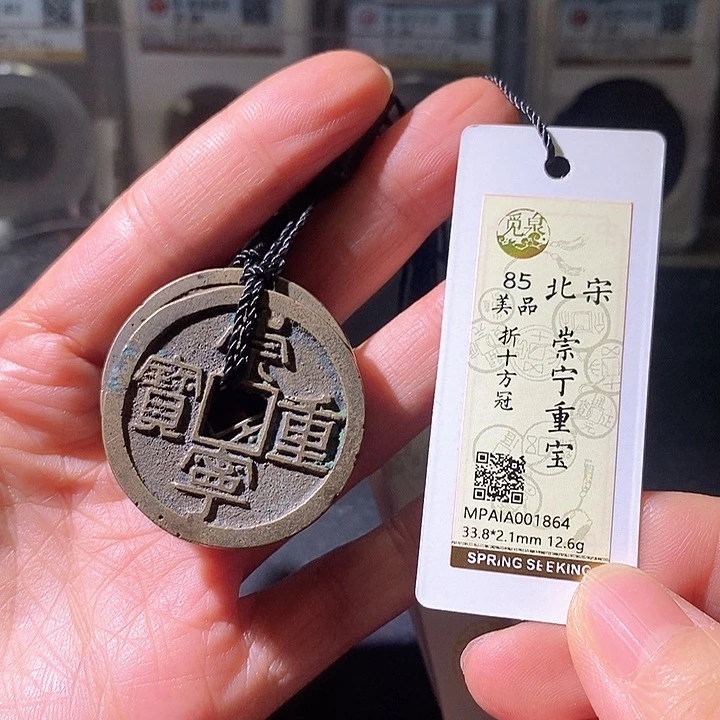 崇寧重寶
觅泉
北宋
崇宁重宝
85
美品
折十方冠
MPAIA001864
33.8*2.1mm 12.6g
SPRING SEEKING